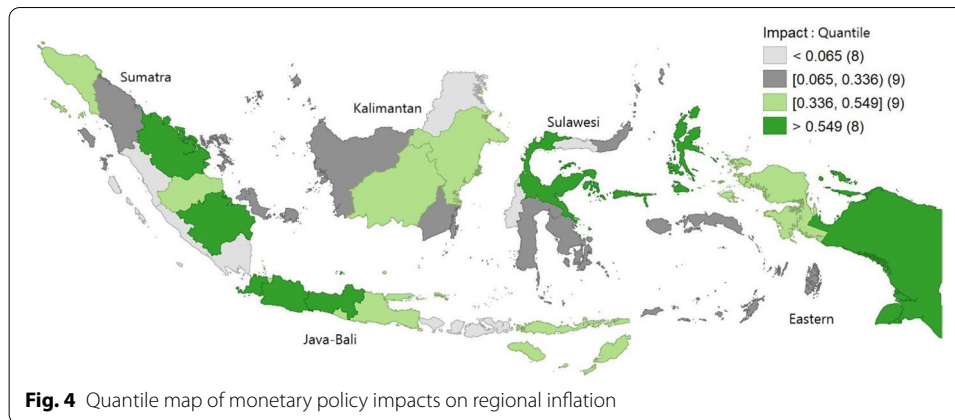 Impact : Quantile
< 0.065 (8)
[0.065, 0.336) (9)
[0.336, 0.549] (9)
> 0.549 (8)
Sumatra
Kalimantan
Sulawesi
Java-Bali
Eastern
Fig. 4 Quantile map of monetary policy impacts on regional inflation